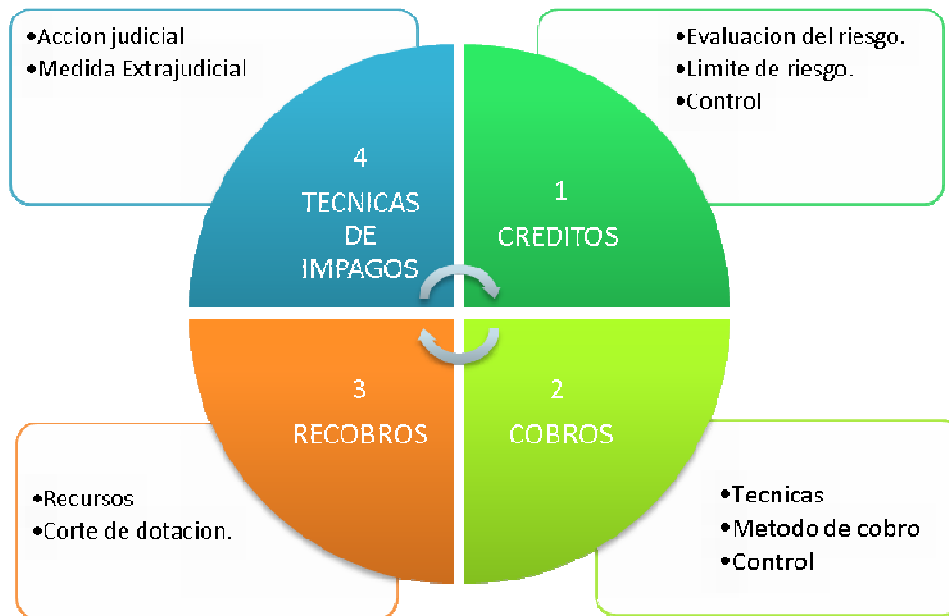 •Accion judicial
•Medida Extrajudicial
•Evaluacion del riesgo.
•Limite de riesgo.
•Control
4
TECNICAS
DE
IMPAGOS
1
CREDITOS
3
RECOBROS
2
COBROS
•Recursos
•Corte de dotacion.
•Tecnicas
•Metodo de cobro
•Control